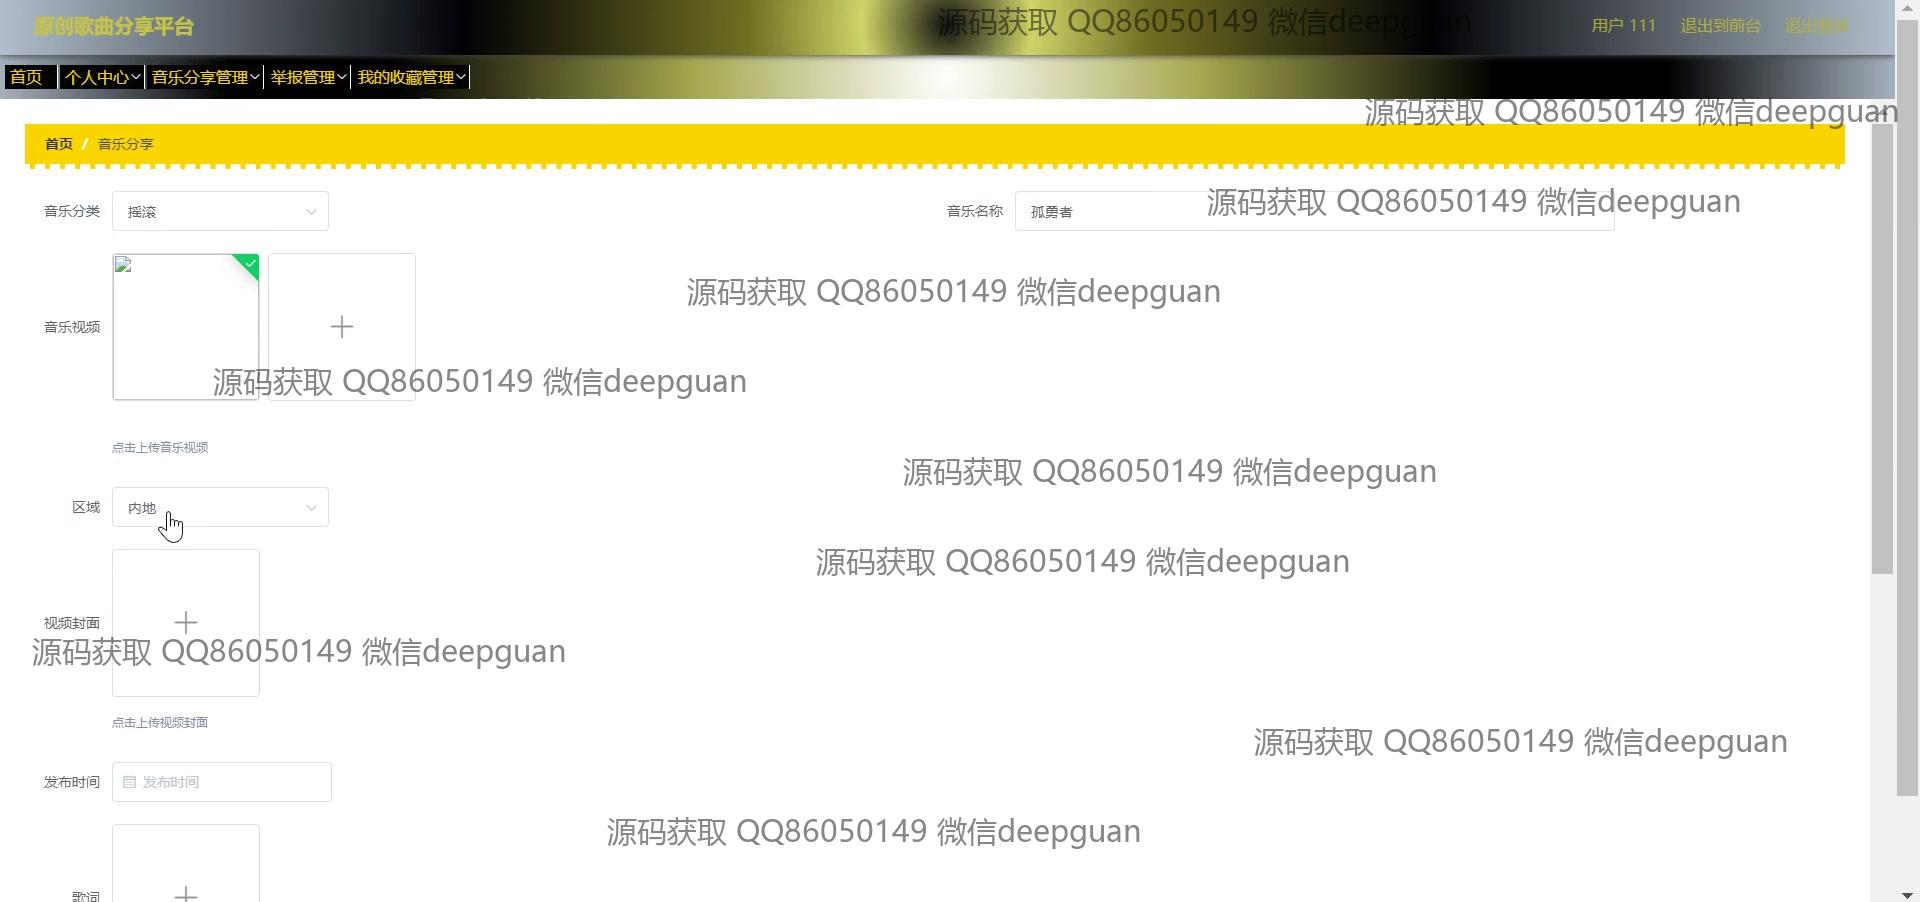 原创歌曲分享平台
源码获取 QQ86050149 微信deepguan
用户 111 退出到前台
首页 个人中心 音乐分享管理 举报管理 我的收藏管理
源码获取 QQ86050149 微信deepguan
首页 / 音乐分享
音乐分类 摇滚 音乐名称 孤勇者
源码获取 QQ86050149 微信deepguan
源码获取 QQ86050149 微信deepguan
音乐视频
源码获取 QQ86050149 微信deepguan
点击上传音乐视频
源码获取 QQ86050149 微信deepguan
区域 内地
源码获取 QQ86050149 微信deepguan
视频封面
源码获取 QQ86050149 微信deepguan
点击上传视频封面
源码获取 QQ86050149 微信deepguan
发布时间 发布时间
源码获取 QQ86050149 微信deepguan
歌词